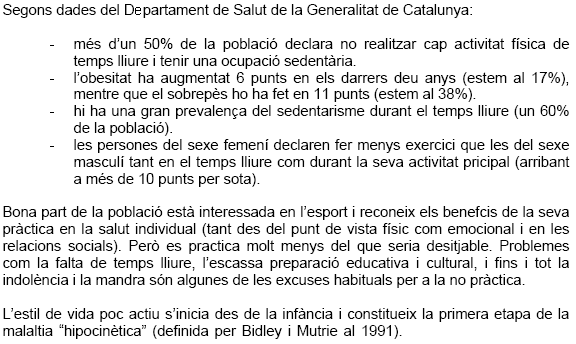 Segons dades del Departament de Salut de la Generalitat de Catalunya:
- més d'un 50% de la població declara no realitzar cap activitat física de
temps lliure i tenir una ocupació sedentària.
- l'obesitat ha augmentat 6 punts en els darrers deu anys (estem al 17%),
mentre que el sobrepès ho ha fet en 11 punts (estem al 38%).
- hi ha una gran prevalença del sedentarisme durant el temps lliure (un 60%
de la població).
- les persones del sexe femení declaren fer menys exercici que les del sexe
masculí tant en el temps lliure com durant la seva activitat pricipal (arribant
a més de 10 punts per sota).
Bona part de la població està interessada en l'esport i reconeix els benefcis de la seva
pràctica en la salut individual (tant des del punt de vista físic com emocional i en les
relacions socials). Però es practica molt menys del que seria desitjable. Problemes
com la falta de temps lliure, l'escassa preparació educativa i cultural, i fins i tot la
indolència i la mandra són algunes de les excuses habituals per a la no pràctica.
L'estil de vida poc actiu s'inicia des de la infància i constitueix la primera etapa de la
malaltia “hipocinètica” (definida per Bidley i Mutrie al 1991).